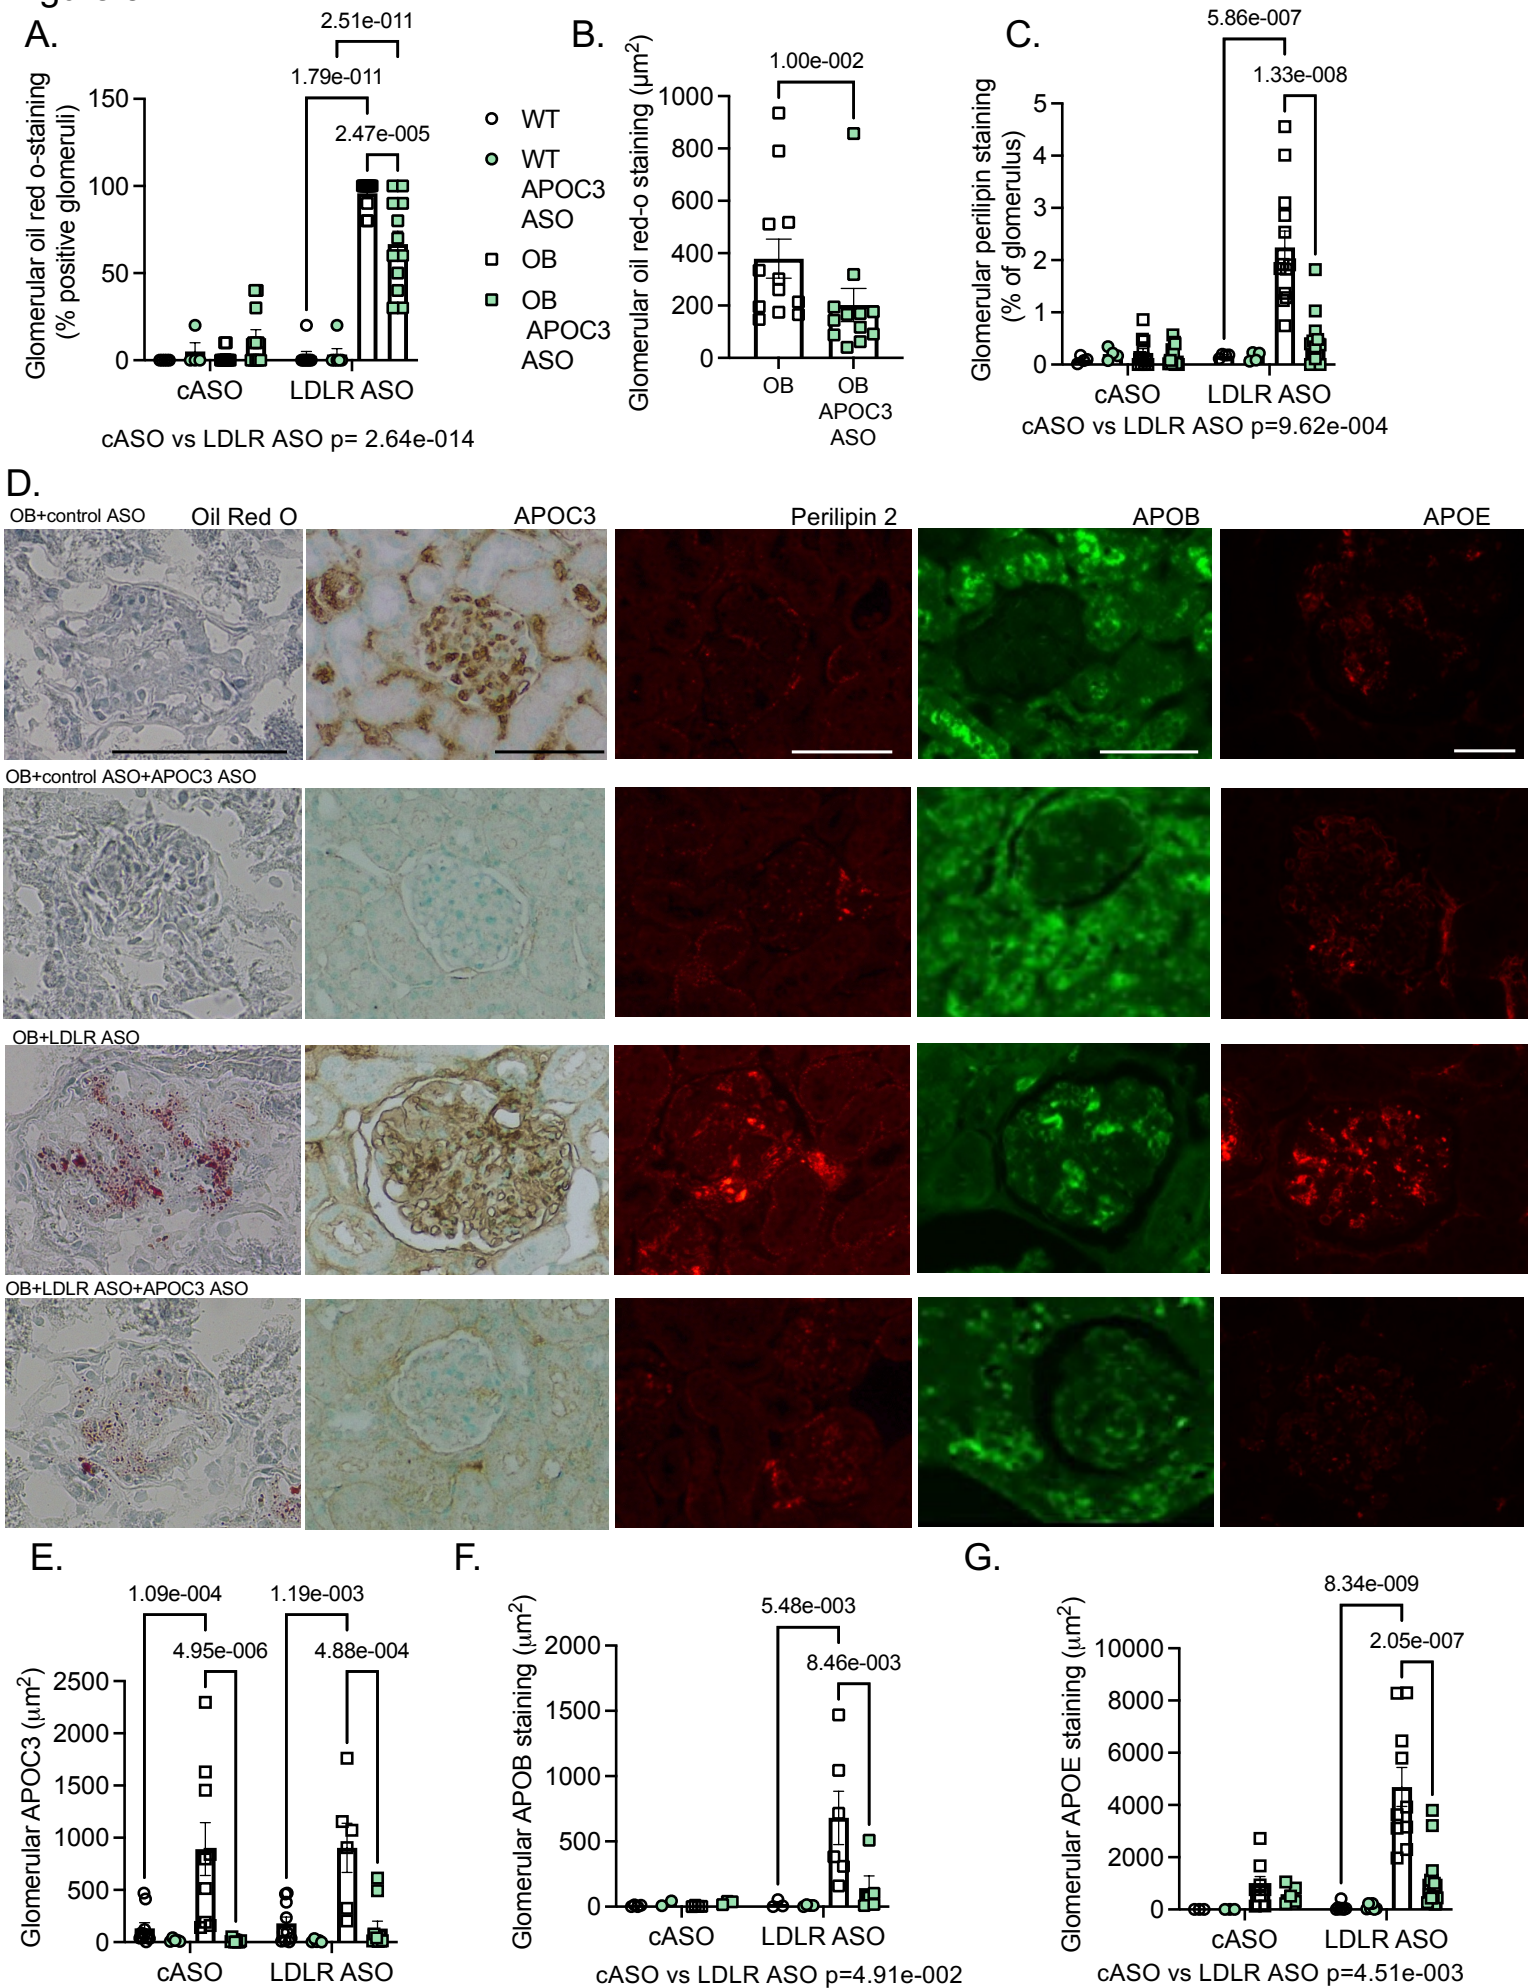 A.
2.51e-011
1.79e-011
2.47e-005
Glomerular oil red o-staining
(% positive glomeruli)
150
100
50
0
cASO
LDLR ASO
cASO vs LDLR ASO p= 2.64e-014
WT
WT
APOC3
ASO
OB
OB
APOC3
ASO
B.
1.00e-002
Glomerular oil red-o staining (μm²)
1000
800
600
400
200
0
OB
OB
APOC3
ASO
C.
5.86e-007
1.33e-008
Glomerular perilipin staining
(% of glomerulus)
5
4
3
2
1
0
cASO
LDLR ASO
cASO vs LDLR ASO p=9.62e-004
D.
OB+control ASO
Oil Red O
APOC3
Perilipin 2
APOB
APOE
OB+control ASO+APOC3 ASO
OB+LDLR ASO
OB+LDLR ASO+APOC3 ASO
E.
1.09e-004
1.19e-003
4.95e-006
4.88e-004
Glomerular APOC3 (μm²)
2500
2000
1500
1000
500
0
cASO
LDLR ASO
F.
5.48e-003
8.46e-003
Glomerular APOB staining (μm²)
2000
1500
1000
500
0
cASO
LDLR ASO
cASO vs LDLR ASO p=4.91e-002
G.
8.34e-009
2.05e-007
Glomerular APOE staining (μm²)
10000
8000
6000
4000
2000
0
cASO
LDLR ASO
cASO vs LDLR ASO p=4.51e-003